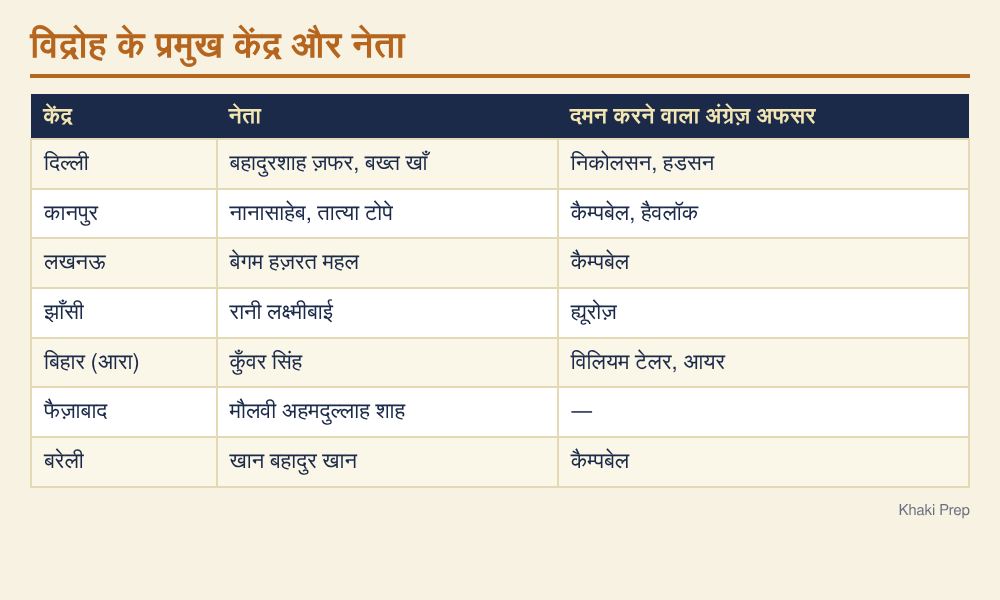 विद्रोह के प्रमुख केंद्र और नेता
केंद्र नेता दमन करने वाला अंग्रेज़ अफसर
दिल्ली बहादुरशाह ज़फर, बख्त खाँ निकोलसन, हडसन
कानपुर नानासाहेब, तात्या टोपे कैम्पबेल, हैवलॉक
लखनऊ बेगम हज़रत महल कैम्पबेल
झाँसी रानी लक्ष्मीबाई ह्यूरोज़
बिहार (आरा) कुँवर सिंह विलियम टेलर, आयर
फैज़ाबाद मौलवी अहमदुल्लाह शाह —
बरेली खान बहादुर खान कैम्पबेल
Khaki Prep